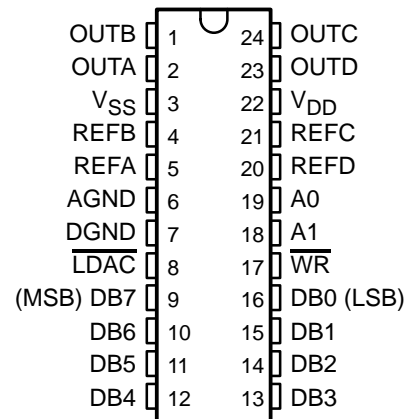 OUTB 1 24 OUTC
OUTA 2 23 OUTD
VSS 3 22 VDD
REFB 4 21 REFC
REFA 5 20 REFD
AGND 6 19 A0
DGND 7 18 A1
LDAC 8 17 WR
(MSB) DB7 9 16 DB0 (LSB)
DB6 10 15 DB1
DB5 11 14 DB2
DB4 12 13 DB3